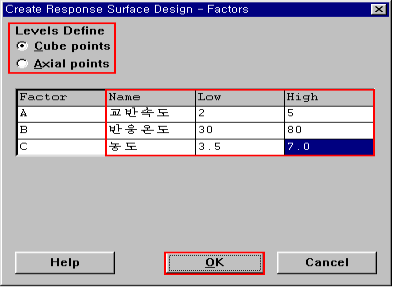 Create Response Surface Design - Factors
Levels Define
Cube points
Axial points
Factor Name Low High
A 교반속도 2 5
B 반응온도 30 80
C 농도 3.5 7.0
Help OK Cancel